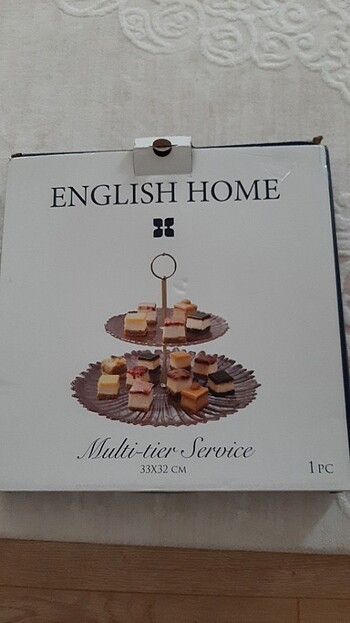 ENGLISH HOME
Multi-tier Service
33X32 CM
1 PC